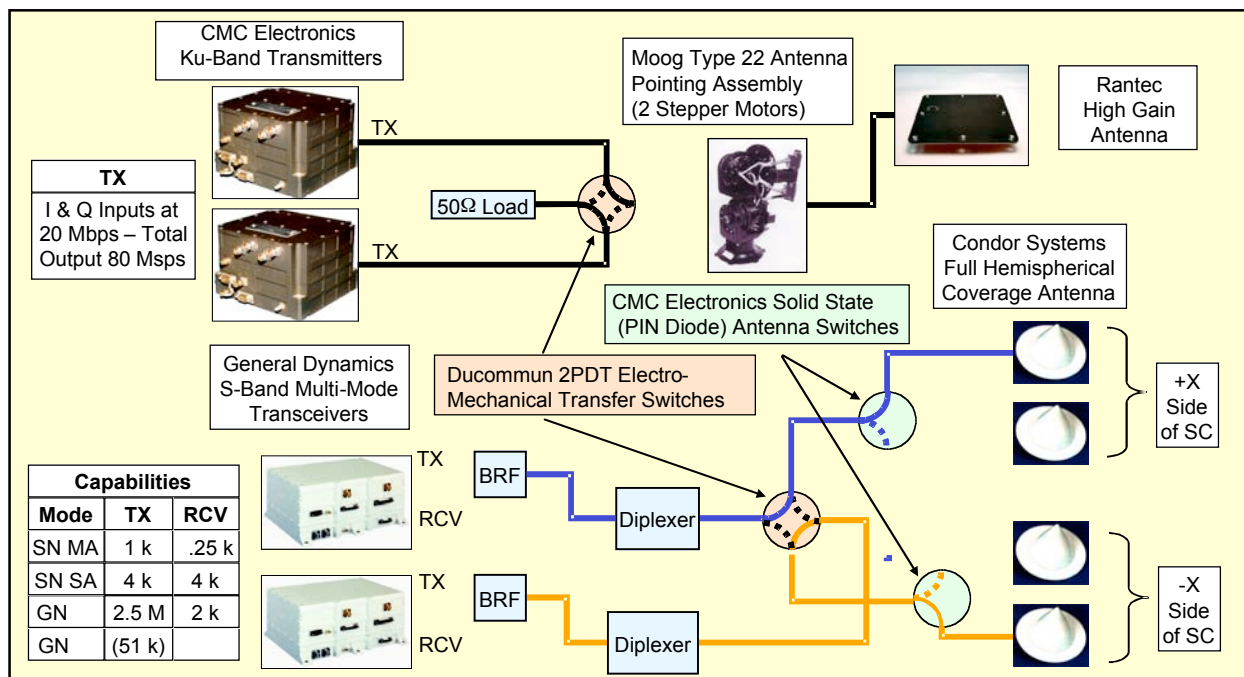 CMC Electronics
Ku-Band Transmitters
Moog Type 22 Antenna
Pointing Assembly
(2 Stepper Motors)
Rantec
High Gain
Antenna
TX
TX
I & Q Inputs at
20 Mbps – Total
Output 80 Msps
50Ω Load
TX
Condor Systems
Full Hemispherical
Coverage Antenna
CMC Electronics Solid State
(PIN Diode) Antenna Switches
General Dynamics
S-Band Multi-Mode
Transceivers
Ducommun 2PDT Electro-
Mechanical Transfer Switches
+X
Side
of SC
Capabilities
Mode TX RCV
SN MA 1 k .25 k
SN SA 4 k 4 k
GN 2.5 M 2 k
GN (51 k)
TX
BRF
RCV
Diplexer
TX
BRF
RCV
Diplexer
-X
Side
of SC